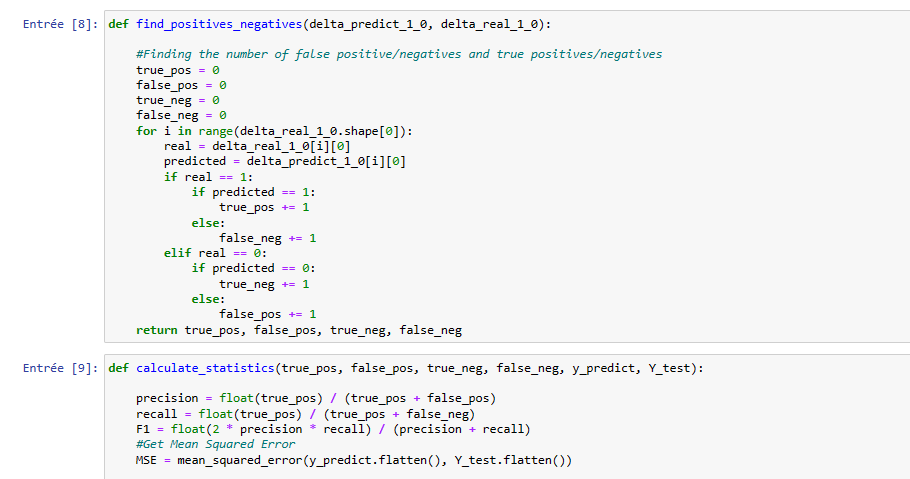 Entrée [8]: def find_positives_negatives(delta_predict_1_0, delta_real_1_0):
#Finding the number of false positive/negatives and true positives/negatives
true_pos = 0
false_pos = 0
true_neg = 0
false_neg = 0
for i in range(delta_real_1_0.shape[0]):
real = delta_real_1_0[i][0]
predicted = delta_predict_1_0[i][0]
if real == 1:
if predicted == 1:
true_pos += 1
else:
false_neg += 1
elif real == 0:
if predicted == 0:
true_neg += 1
else:
false_pos += 1
return true_pos, false_pos, true_neg, false_neg
Entrée [9]: def calculate_statistics(true_pos, false_pos, true_neg, false_neg, y_predict, Y_test):
precision = float(true_pos) / (true_pos + false_pos)
recall = float(true_pos) / (true_pos + false_neg)
F1 = float(2 * precision * recall) / (precision + recall)
#Get Mean Squared Error
MSE = mean_squared_error(y_predict.flatten(), Y_test.flatten())